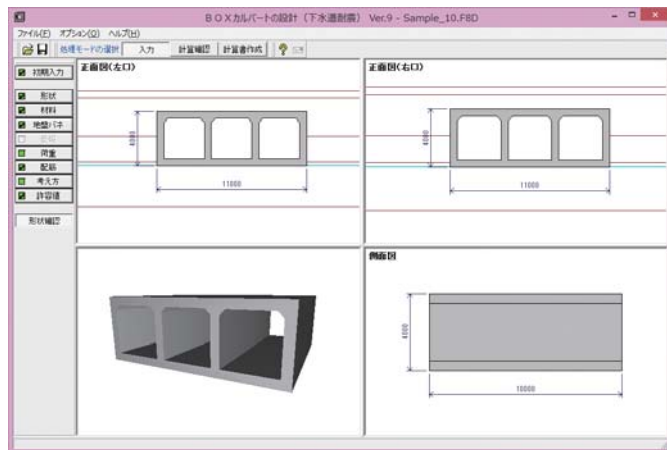 BOXカルバートの設計（下水道耐震） Ver.9 - Sample_10.F8D
ファイル(F) オプション(O) ヘルプ(H)
処理モードの選択 入力 計算確認 計算書作成
初期入力
形状
材料
地盤バネ
荷重
配筋
考え方
許容値
形状確認
正面図(左口)
4000
11000
正面図(右口)
4000
11000
側面図
4000
10000